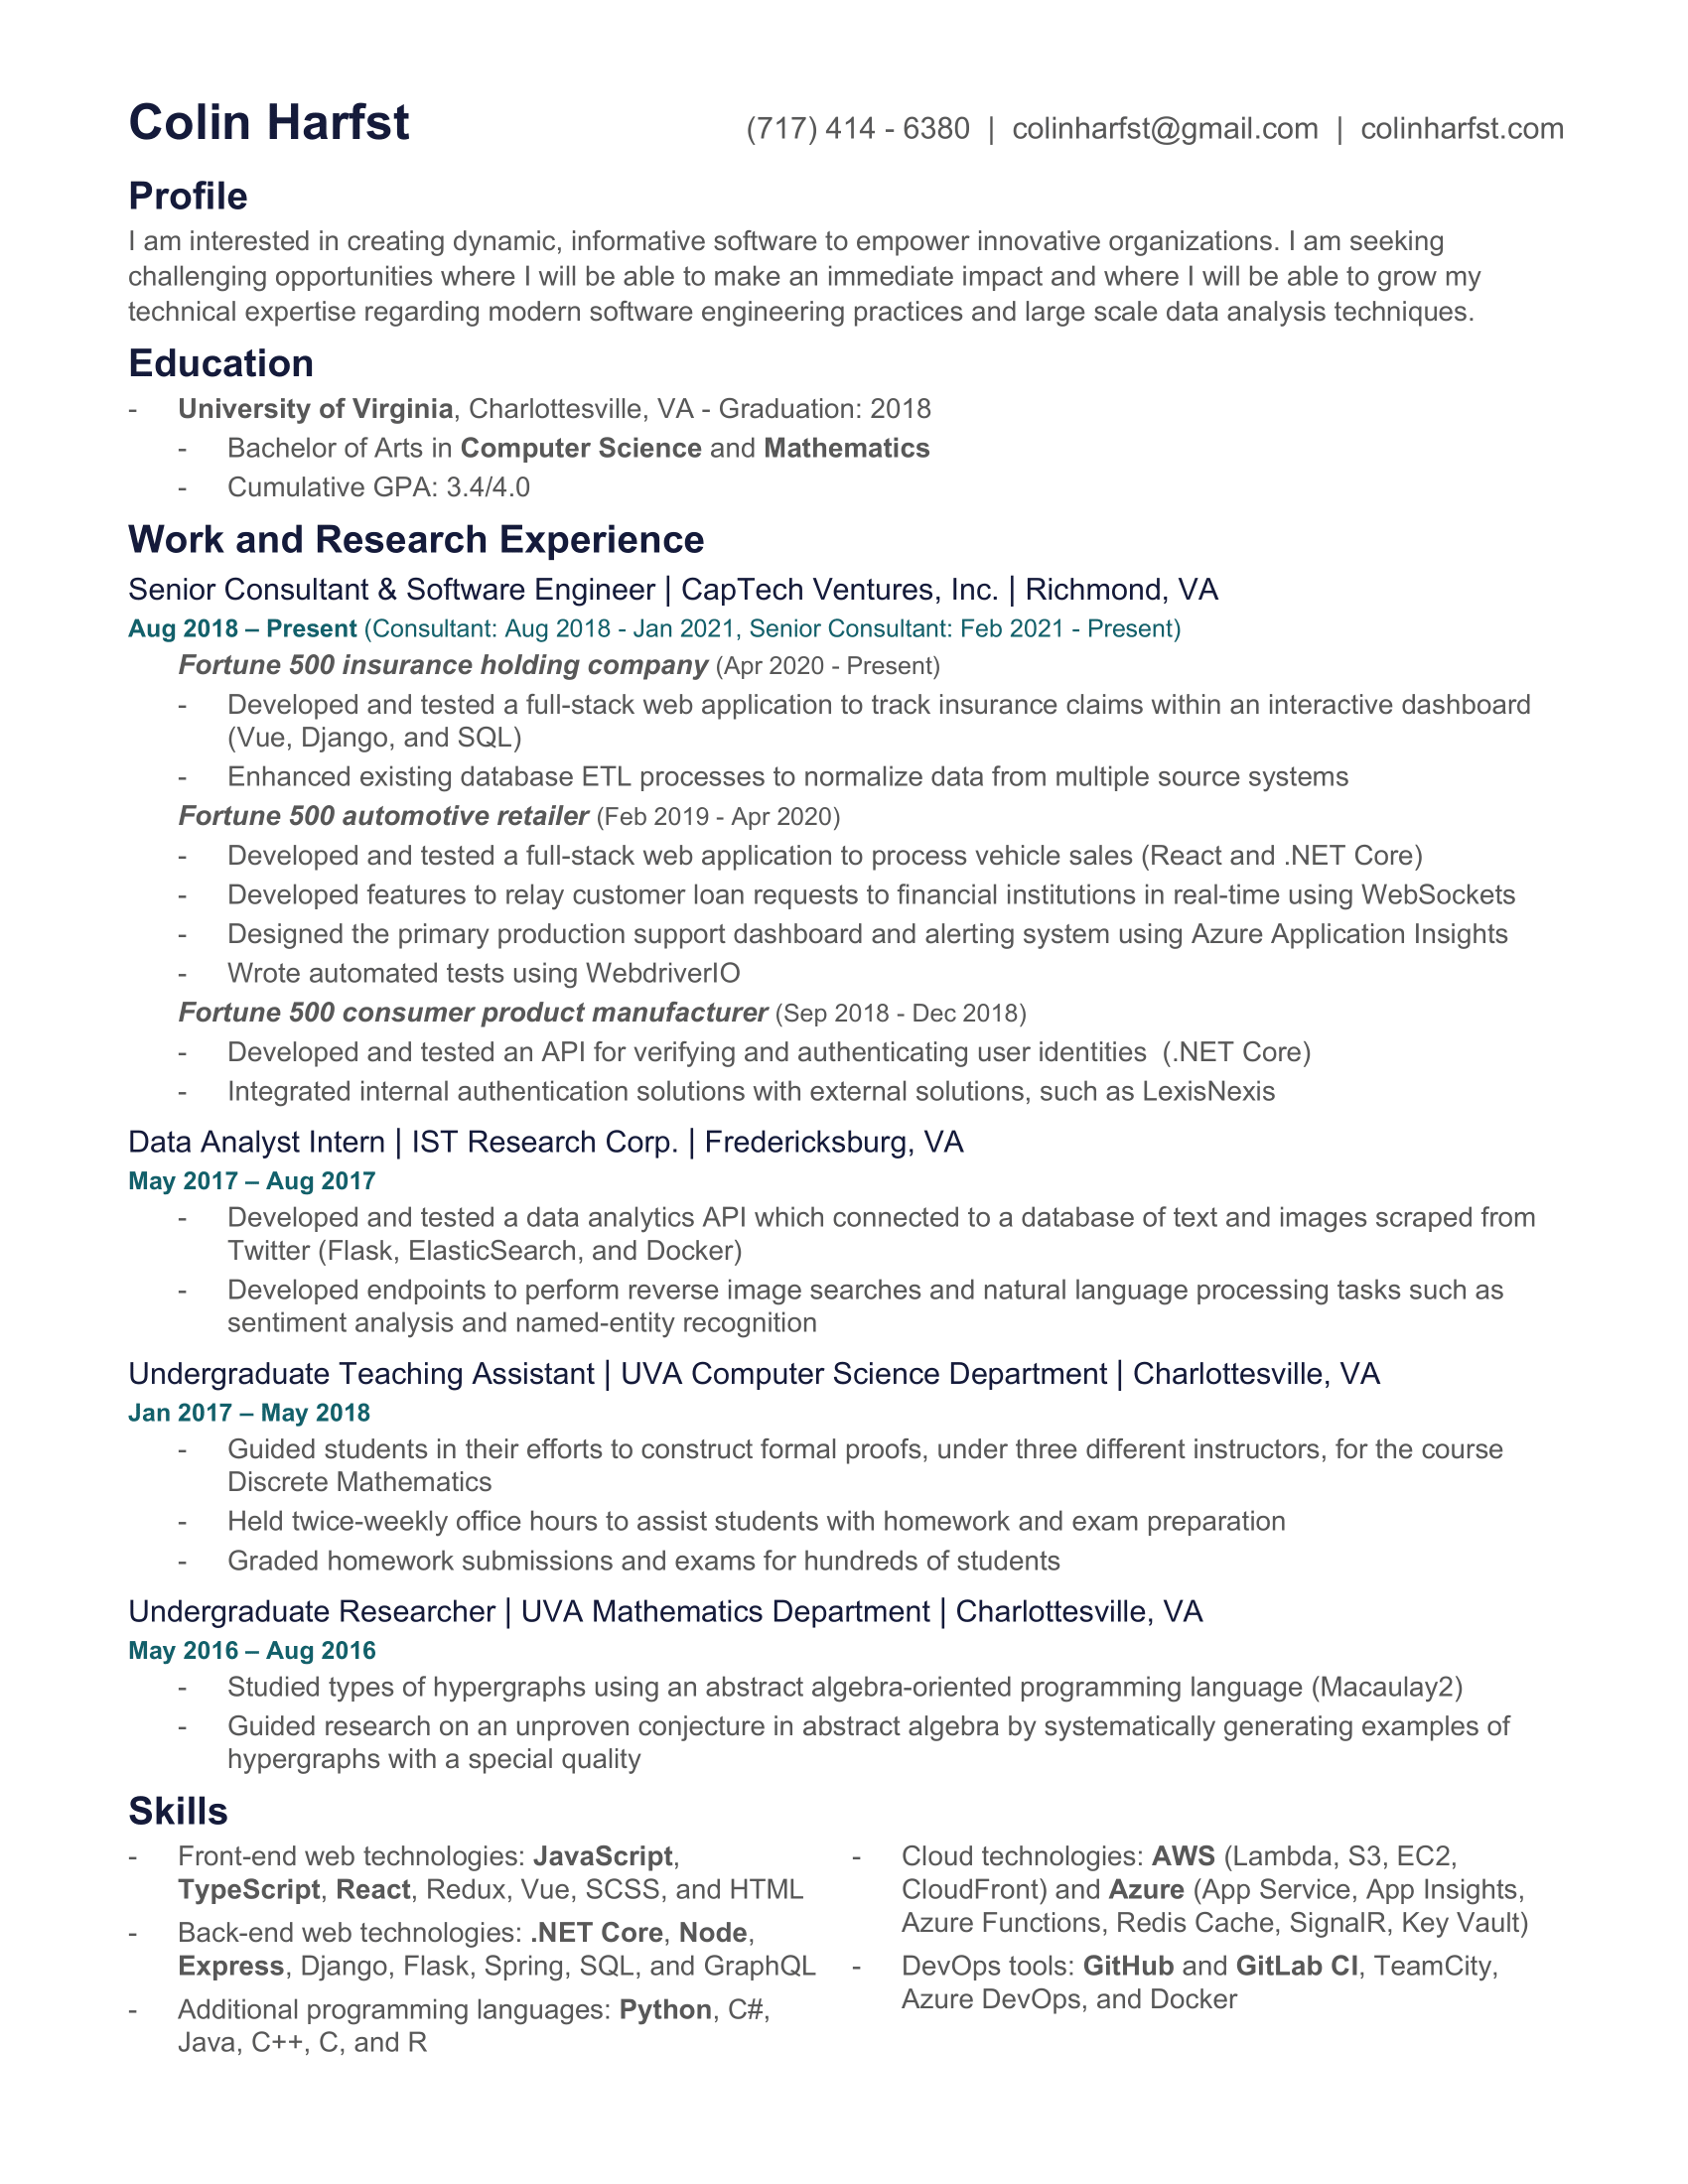 Colin Harfst
(717) 414 - 6380 | colinharfst@gmail.com | colinharfst.com
Profile
I am interested in creating dynamic, informative software to empower innovative organizations. I am seeking
challenging opportunities where I will be able to make an immediate impact and where I will be able to grow my
technical expertise regarding modern software engineering practices and large scale data analysis techniques.
Education
- University of Virginia, Charlottesville, VA - Graduation: 2018
- Bachelor of Arts in Computer Science and Mathematics
- Cumulative GPA: 3.4/4.0
Work and Research Experience
Senior Consultant & Software Engineer | CapTech Ventures, Inc. | Richmond, VA
Aug 2018 – Present (Consultant: Aug 2018 - Jan 2021, Senior Consultant: Feb 2021 - Present)
Fortune 500 insurance holding company (Apr 2020 - Present)
- Developed and tested a full-stack web application to track insurance claims within an interactive dashboard
(Vue, Django, and SQL)
- Enhanced existing database ETL processes to normalize data from multiple source systems
Fortune 500 automotive retailer (Feb 2019 - Apr 2020)
- Developed and tested a full-stack web application to process vehicle sales (React and .NET Core)
- Developed features to relay customer loan requests to financial institutions in real-time using WebSockets
- Designed the primary production support dashboard and alerting system using Azure Application Insights
- Wrote automated tests using WebdriverIO
Fortune 500 consumer product manufacturer (Sep 2018 - Dec 2018)
- Developed and tested an API for verifying and authenticating user identities  (.NET Core)
- Integrated internal authentication solutions with external solutions, such as LexisNexis
Data Analyst Intern | IST Research Corp. | Fredericksburg, VA
May 2017 – Aug 2017
- Developed and tested a data analytics API which connected to a database of text and images scraped from
Twitter (Flask, ElasticSearch, and Docker)
- Developed endpoints to perform reverse image searches and natural language processing tasks such as
sentiment analysis and named-entity recognition
Undergraduate Teaching Assistant | UVA Computer Science Department | Charlottesville, VA
Jan 2017 – May 2018
- Guided students in their efforts to construct formal proofs, under three different instructors, for the course
Discrete Mathematics
- Held twice-weekly office hours to assist students with homework and exam preparation
- Graded homework submissions and exams for hundreds of students
Undergraduate Researcher | UVA Mathematics Department | Charlottesville, VA
May 2016 – Aug 2016
- Studied types of hypergraphs using an abstract algebra-oriented programming language (Macaulay2)
- Guided research on an unproven conjecture in abstract algebra by systematically generating examples of
hypergraphs with a special quality
Skills
- Front-end web technologies: JavaScript,
TypeScript, React, Redux, Vue, SCSS, and HTML
- Back-end web technologies: .NET Core, Node,
Express, Django, Flask, Spring, SQL, and GraphQL
- Additional programming languages: Python, C#,
Java, C++, C, and R
- Cloud technologies: AWS (Lambda, S3, EC2,
CloudFront) and Azure (App Service, App Insights,
Azure Functions, Redis Cache, SignalR, Key Vault)
- DevOps tools: GitHub and GitLab CI, TeamCity,
Azure DevOps, and Docker